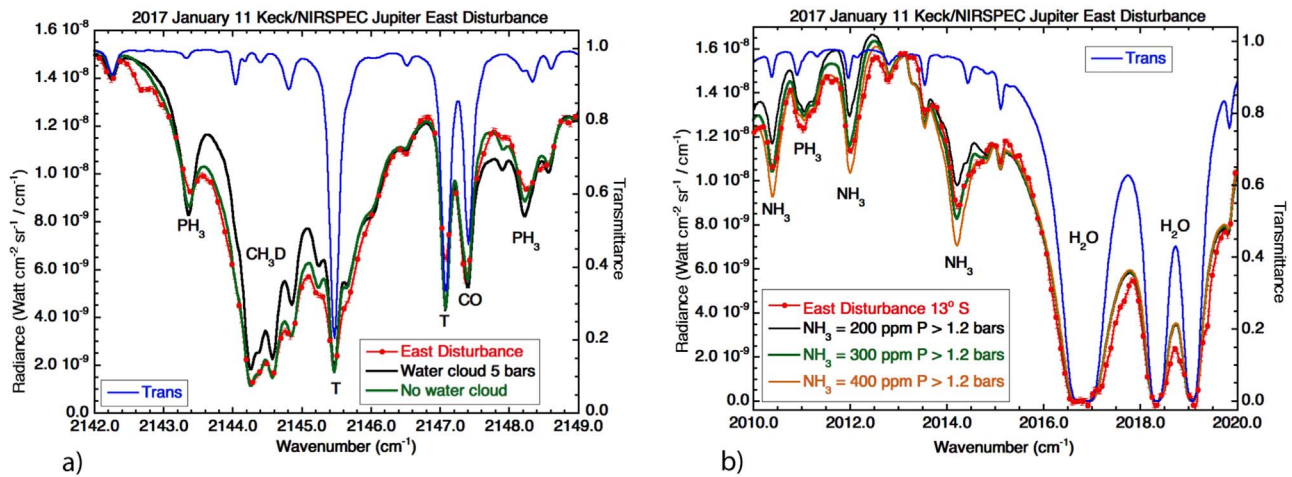 2017 January 11 Keck/NIRSPEC Jupiter East Disturbance
1.6 10⁻⁸
1.4 10⁻⁸
1.2 10⁻⁸
1.0 10⁻⁸
8.0 10⁻⁹
6.0 10⁻⁹
4.0 10⁻⁹
2.0 10⁻⁹
0.0
Radiance (Watt cm⁻² sr⁻¹ / cm⁻¹)
1.0
0.8
0.6
0.4
0.2
0.0
Transmittance
PH₃
CH₃D
T
T
CO
PH₃
Trans
East Disturbance
Water cloud 5 bars
No water cloud
2142.0 2143.0 2144.0 2145.0 2146.0 2147.0 2148.0 2149.0
Wavenumber (cm⁻¹)
a)
2017 January 11 Keck/NIRSPEC Jupiter East Disturbance
1.6 10⁻⁸
1.4 10⁻⁸
1.2 10⁻⁸
1.0 10⁻⁸
8.0 10⁻⁹
6.0 10⁻⁹
4.0 10⁻⁹
2.0 10⁻⁹
0.0
Radiance (Watt cm⁻² sr⁻¹ / cm⁻¹)
1.0
0.8
0.6
0.4
0.2
0.0
Transmittance
Trans
NH₃
PH₃
NH₃
NH₃
H₂O
H₂O
East Disturbance 13° S
NH₃ = 200 ppm P > 1.2 bars
NH₃ = 300 ppm P > 1.2 bars
NH₃ = 400 ppm P > 1.2 bars
2010.0 2012.0 2014.0 2016.0 2018.0 2020.0
Wavenumber (cm⁻¹)
b)